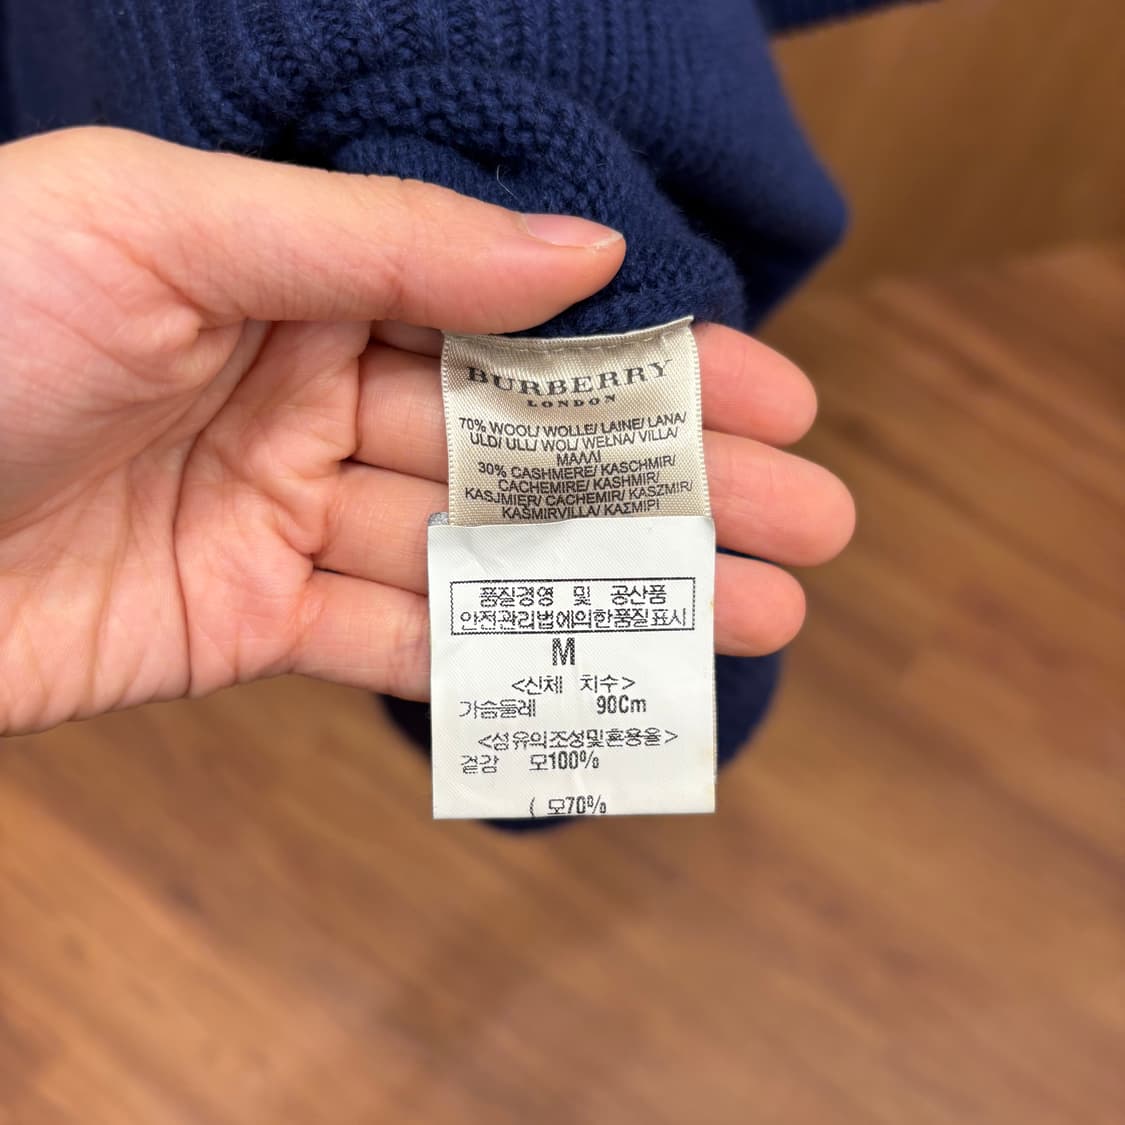 BURBERRY
LONDON
70% WOOL/ WOLLE/ LAINE/ LANA/
ULD/ ULL/ WOL/ WEŁNA/ VILLA/
ΜΑΛΛΙ
30% CASHMERE/ KASCHMIR/
CACHEMIRE/ KASHMIR/
KASJMIER/ CACHEMIR/ KASZMIR/
KAŠMIRVILLA/ ΚΑΣΜΙΡΙ
품질경영 및 공산품
안전관리법에의한품질표시
M
<신체 치수>
가슴둘레 90Cm
<섬유의조성및혼용율>
겉감 모100%
( 모70%